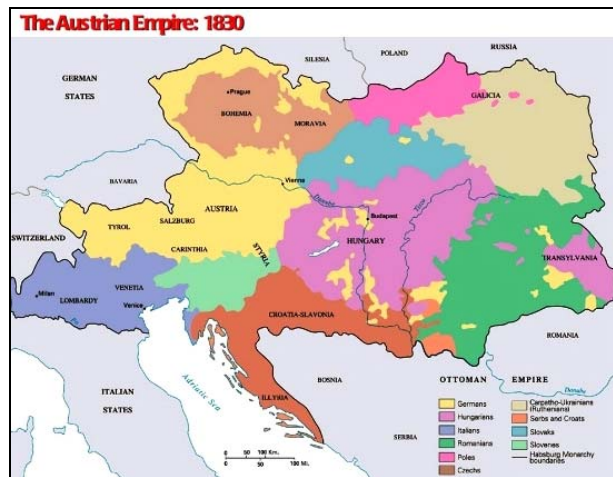 The Austrian Empire: 1830
RUSSIA
POLAND
SILESIA
GERMAN
STATES
GALICIA
Prague
BOHEMIA
MORAVIA
BAVARIA
Vienna
Danube
AUSTRIA
SALZBURG
TYROL
Budapest
Tisza
SWITZERLAND
CARINTHIA
STYRIA
HUNGARY
TRANSYLVANIA
Milan
LOMBARDY
VENETIA
Venice
Po
CROATIA-SLAVONIA
ROMANIA
ILLYRIA
Adriatic Sea
BOSNIA
Danube
ITALIAN
STATES
SERBIA
OTTOMAN EMPIRE
0 50 100 Km.
0 50 100 Mi.
Germans
Hungarians
Italians
Romanians
Poles
Czechs
Carpatho-Ukrainians
(Ruthenians)
Serbs and Croats
Slovaks
Slovenes
Habsburg Monarchy
boundaries